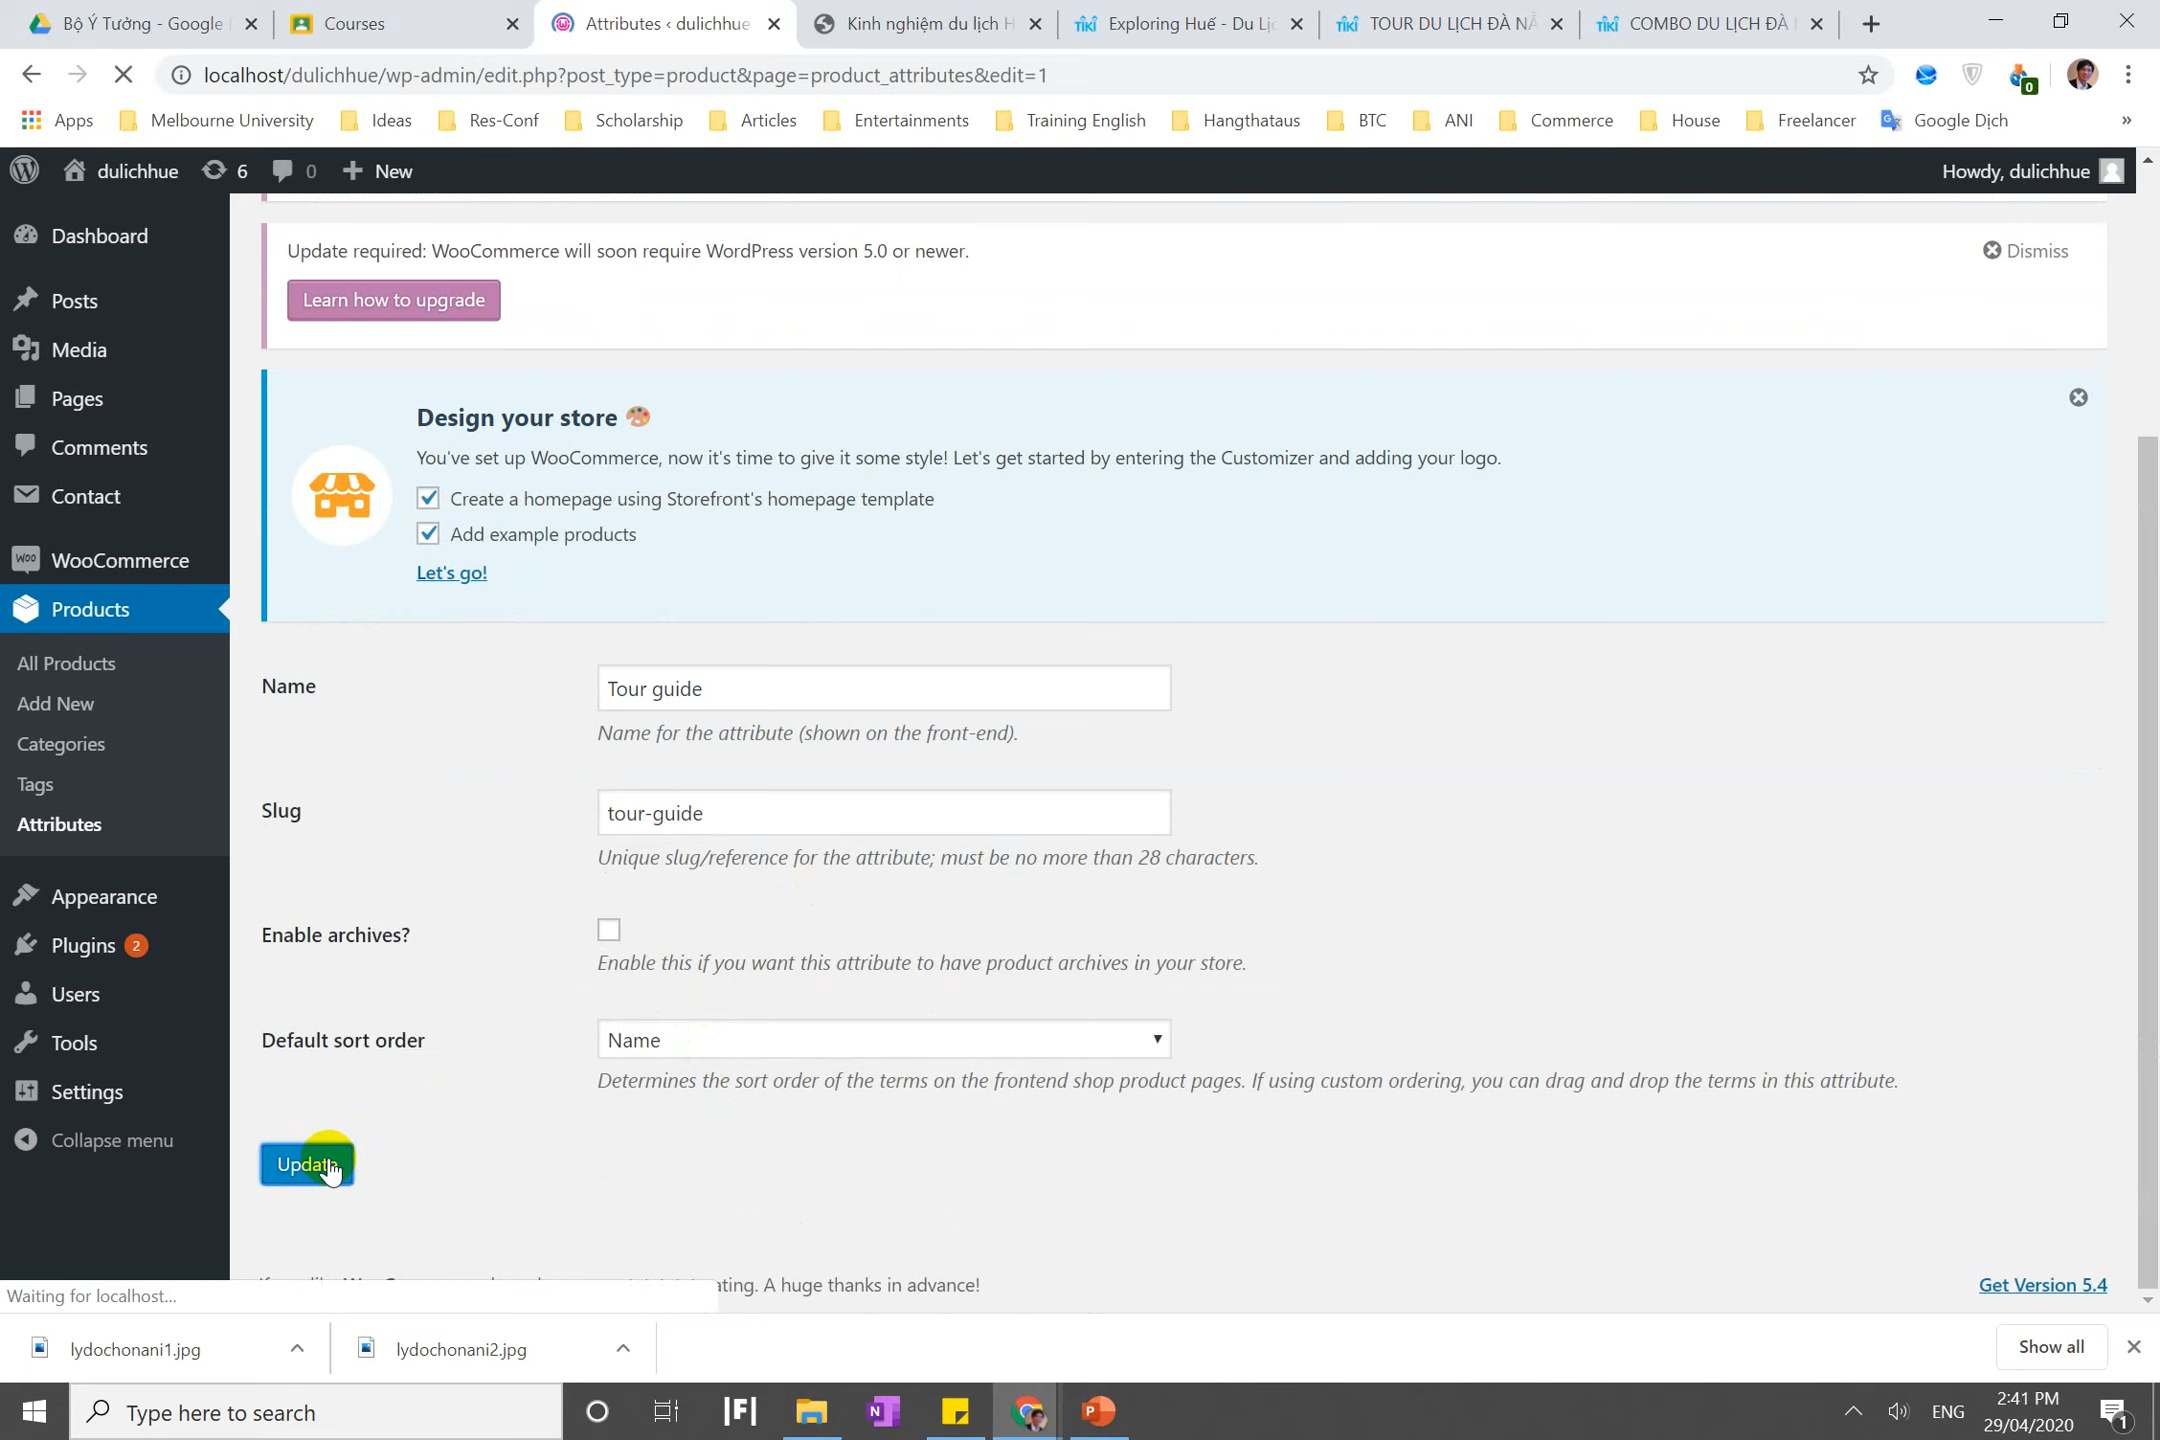 Bộ Ý Tưởng - Google
Courses
Attributes ‹ dulichhue
Kinh nghiệm du lịch H
TIKI Exploring Huế - Du Lịc
TIKI TOUR DU LỊCH ĐÀ NẴ
TIKI COMBO DU LỊCH ĐÀ
localhost/dulichhue/wp-admin/edit.php?post_type=product&page=product_attributes&edit=1
0
Apps Melbourne University Ideas Res-Conf Scholarship Articles Entertainments Training English Hangthataus BTC ANI Commerce House Freelancer Google Dịch »
dulichhue 6 0 New Howdy, dulichhue
Dashboard
Posts
Media
Pages
Comments
Contact
WooCommerce
Products
All Products
Add New
Categories
Tags
Attributes
Appearance
Plugins 2
Users
Tools
Settings
Collapse menu
Update required: WooCommerce will soon require WordPress version 5.0 or newer.
Dismiss
Learn how to upgrade
Design your store
You've set up WooCommerce, now it's time to give it some style! Let's get started by entering the Customizer and adding your logo.
Create a homepage using Storefront's homepage template
Add example products
Let's go!
Name Tour guide
Name for the attribute (shown on the front-end).
Slug tour-guide
Unique slug/reference for the attribute; must be no more than 28 characters.
Enable archives?
Enable this if you want this attribute to have product archives in your store.
Default sort order Name
Determines the sort order of the terms on the frontend shop product pages. If using custom ordering, you can drag and drop the terms in this attribute.
Update
ating. A huge thanks in advance!
Get Version 5.4
Waiting for localhost...
lydochonani1.jpg
lydochonani2.jpg
Show all
Type here to search
ENG
2:41 PM
29/04/2020
1